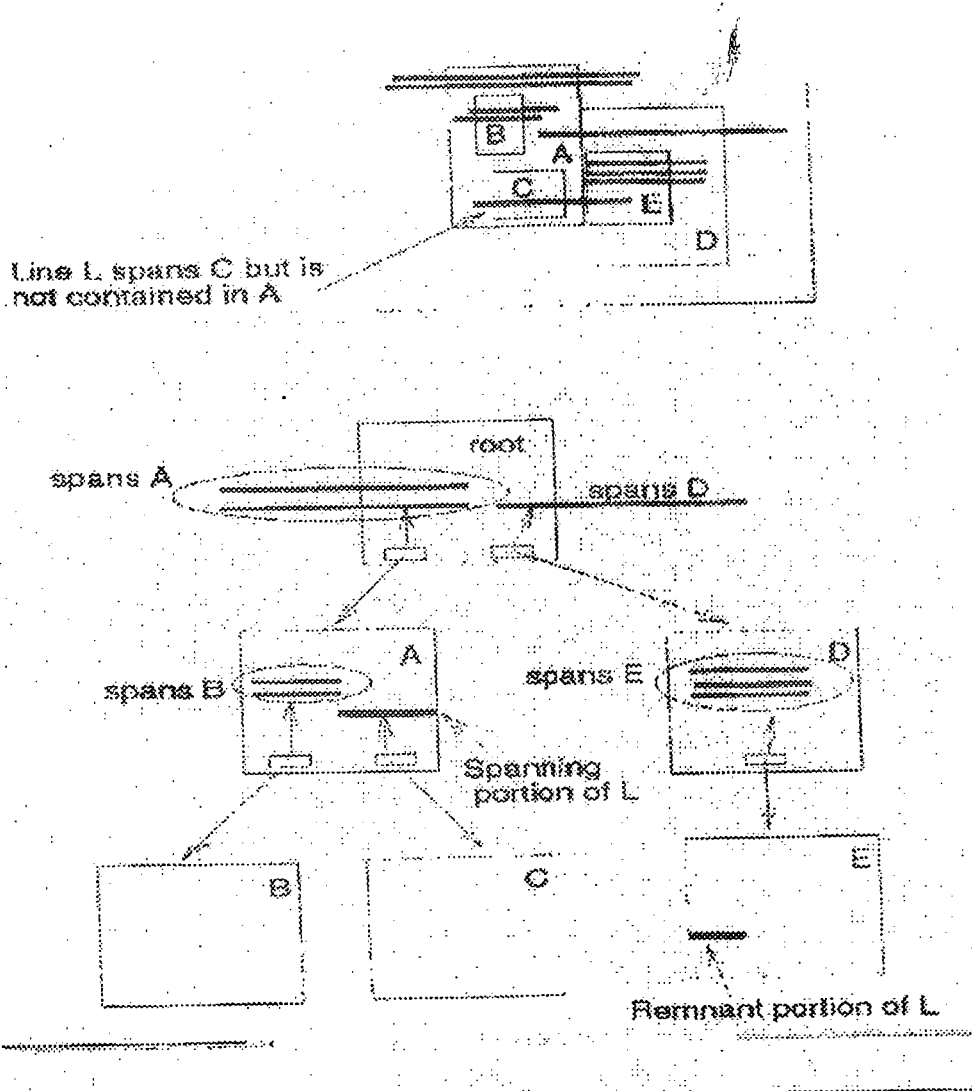 B
A
C
E
D
Line L spans C but is
not contained in A
root
spans A
spans D
A
D
spans B
spans E
Spanning
portion of L
B
C
E
Remnant portion of L